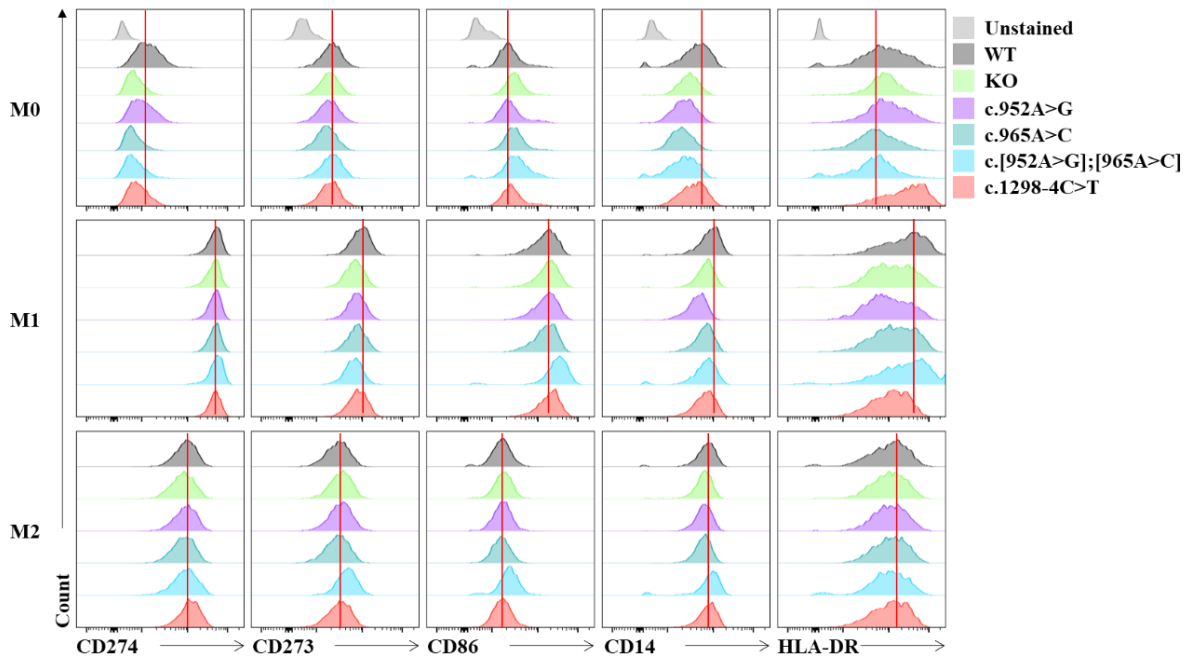 Unstained
WT
KO
c.952A>G
c.965A>C
c.[952A>G];[965A>C]
c.1298-4C>T
M0
M1
M2
Count
CD274
CD273
CD86
CD14
HLA-DR